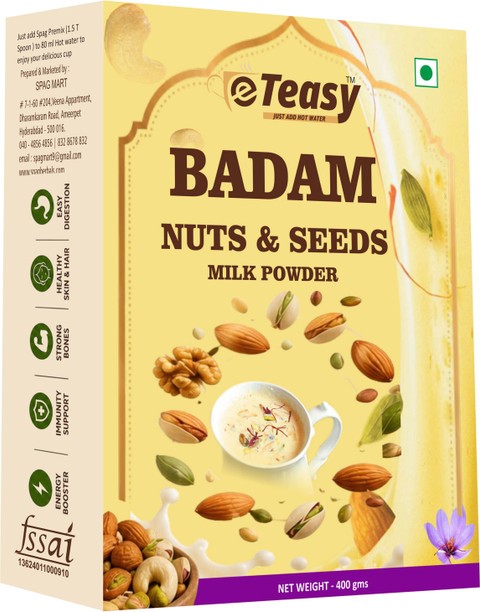 Just add Spag Premix (1.5 T
Spoon) to 80 ml Hot water to
enjoy your delicious cup
Prepared & Marketed by :
SPAG MART
# 7-1-60 #204,Veena Appartment,
Dharamkaram Road, Ameerpet
Hyderabad - 500 016.
040 - 4856 4856 | 832 8678 832
email : spagmart9@gmail.com
EASY
DIGESTION
HEALTHY
SKIN & HAIR
STRONG
BONES
IMMUNITY
SUPPORT
ENERGY
BOOSTER
fssai
13624011000910
eTeasy™
JUST ADD HOT WATER
BADAM
NUTS & SEEDS
MILK POWDER
NET WEIGHT - 400 gms